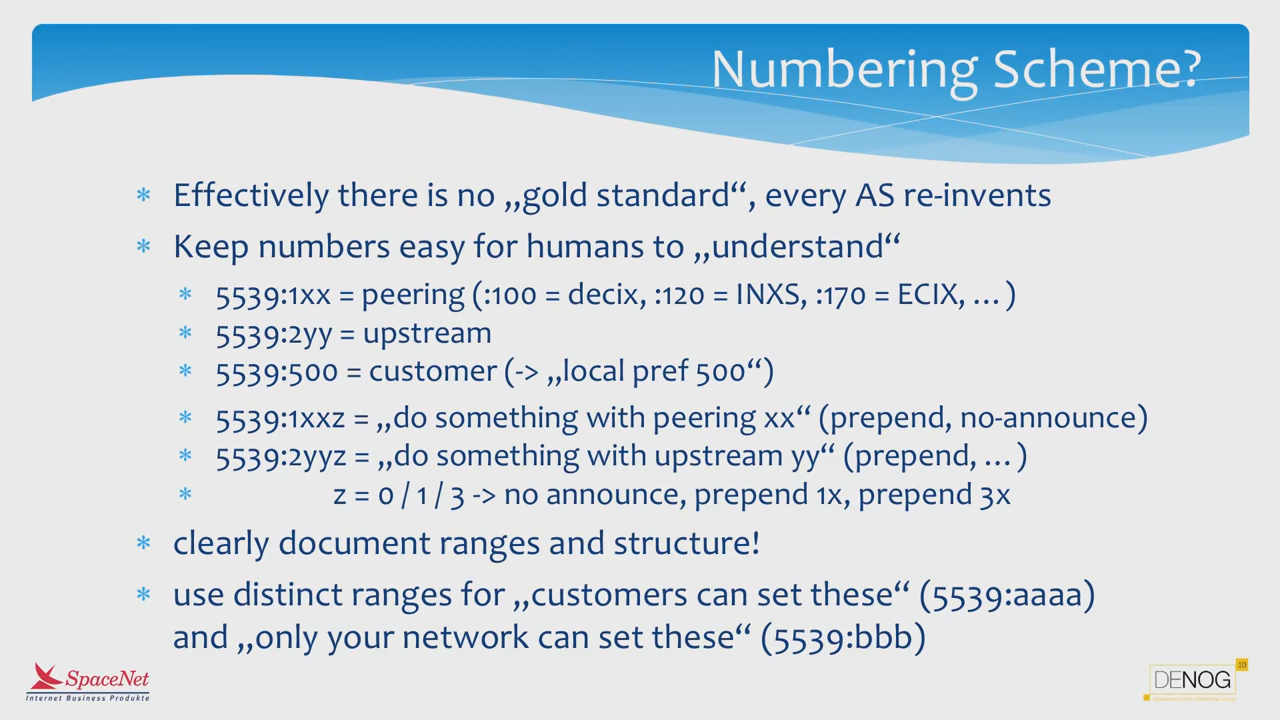 Numbering Scheme?
* Effectively there is no „gold standard“, every AS re-invents
* Keep numbers easy for humans to „understand“
* 5539:1xx = peering (:100 = decix, :120 = INXS, :170 = ECIX, … )
* 5539:2yy = upstream
* 5539:500 = customer (-> „local pref 500“)
* 5539:1xxz = „do something with peering xx“ (prepend, no-announce)
* 5539:2yyz = „do something with upstream yy“ (prepend, … )
* z = 0 / 1 / 3 -> no announce, prepend 1x, prepend 3x
* clearly document ranges and structure!
* use distinct ranges for „customers can set these“ (5539:aaaa)
and „only your network can set these“ (5539:bbb)
SpaceNet
Internet Business Produkte
DENOG
10